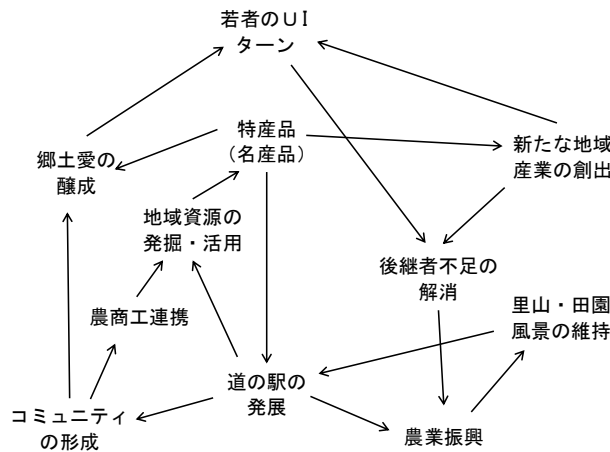 若者のＵＩ
ターン
特産品
（名産品）
新たな地域
産業の創出
郷土愛の
醸成
地域資源の
発掘・活用
後継者不足の
解消
里山・田園
風景の維持
農商工連携
道の駅の
発展
コミュニティ
の形成
農業振興